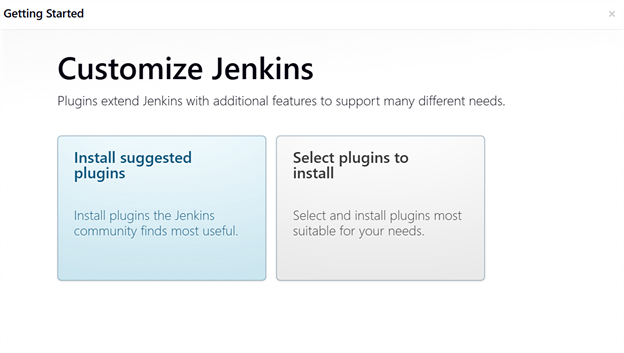 Getting Started ×
Customize Jenkins
Plugins extend Jenkins with additional features to support many different needs.
Install suggested
plugins
Install plugins the Jenkins
community finds most useful.
Select plugins to
install
Select and install plugins most
suitable for your needs.